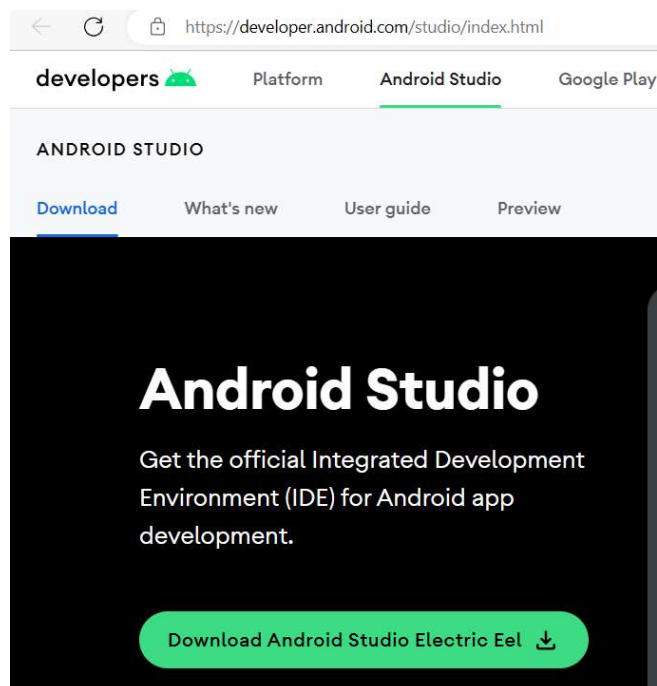 https://developer.android.com/studio/index.html
developers Platform Android Studio Google Play
ANDROID STUDIO
Download What's new User guide Preview
Android Studio
Get the official Integrated Development
Environment (IDE) for Android app
development.
Download Android Studio Electric Eel